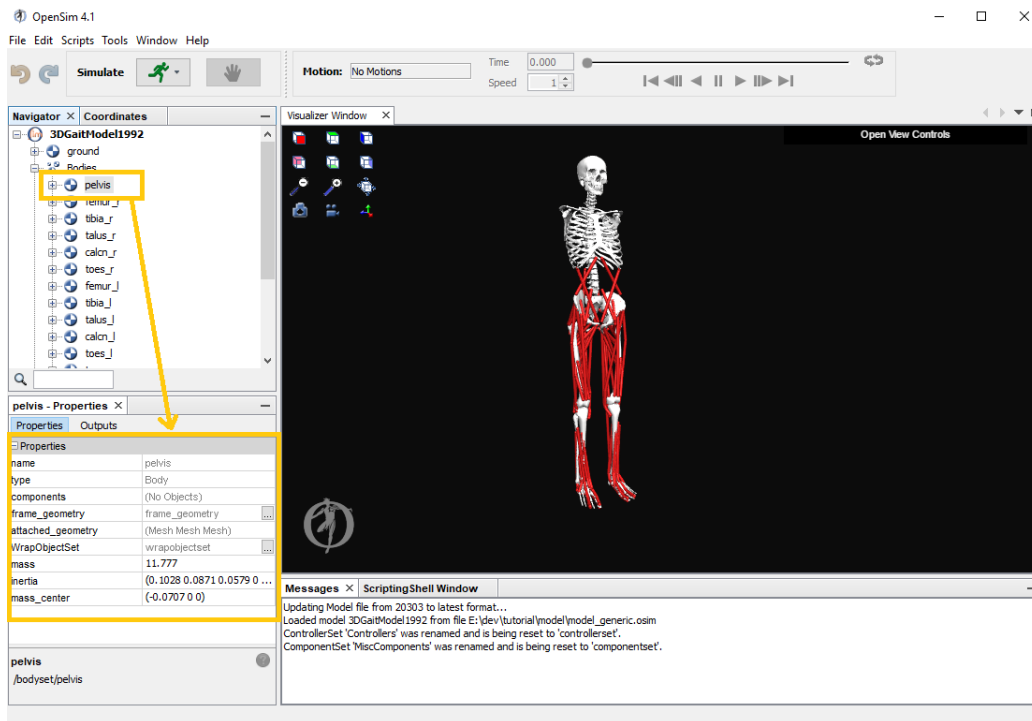 OpenSim 4.1
File Edit Scripts Tools Window Help
Simulate
Motion: No Motions
Time 0.000
Speed 1
Navigator Coordinates
3DGaitModel1992
ground
Bodies
pelvis
femur_r
tibia_r
talus_r
calcn_r
toes_r
femur_l
tibia_l
talus_l
calcn_l
toes_l
Visualizer Window
Open View Controls
pelvis - Properties
Properties Outputs
Properties
name pelvis
type Body
components (No Objects)
frame_geometry frame_geometry ...
attached_geometry (Mesh Mesh Mesh)
WrapObjectSet wrapobjectset ...
mass 11.777
inertia (0.1028 0.0871 0.0579 0 ...
mass_center (-0.0707 0 0)
pelvis
/bodyset/pelvis
Messages ScriptingShell Window
Updating Model file from 20303 to latest format...
Loaded model 3DGaitModel1992 from file E:\dev\tutorial\model\model_generic.osim
ControllerSet 'Controllers' was renamed and is being reset to 'controllerset'.
ComponentSet 'MiscComponents' was renamed and is being reset to 'componentset'.